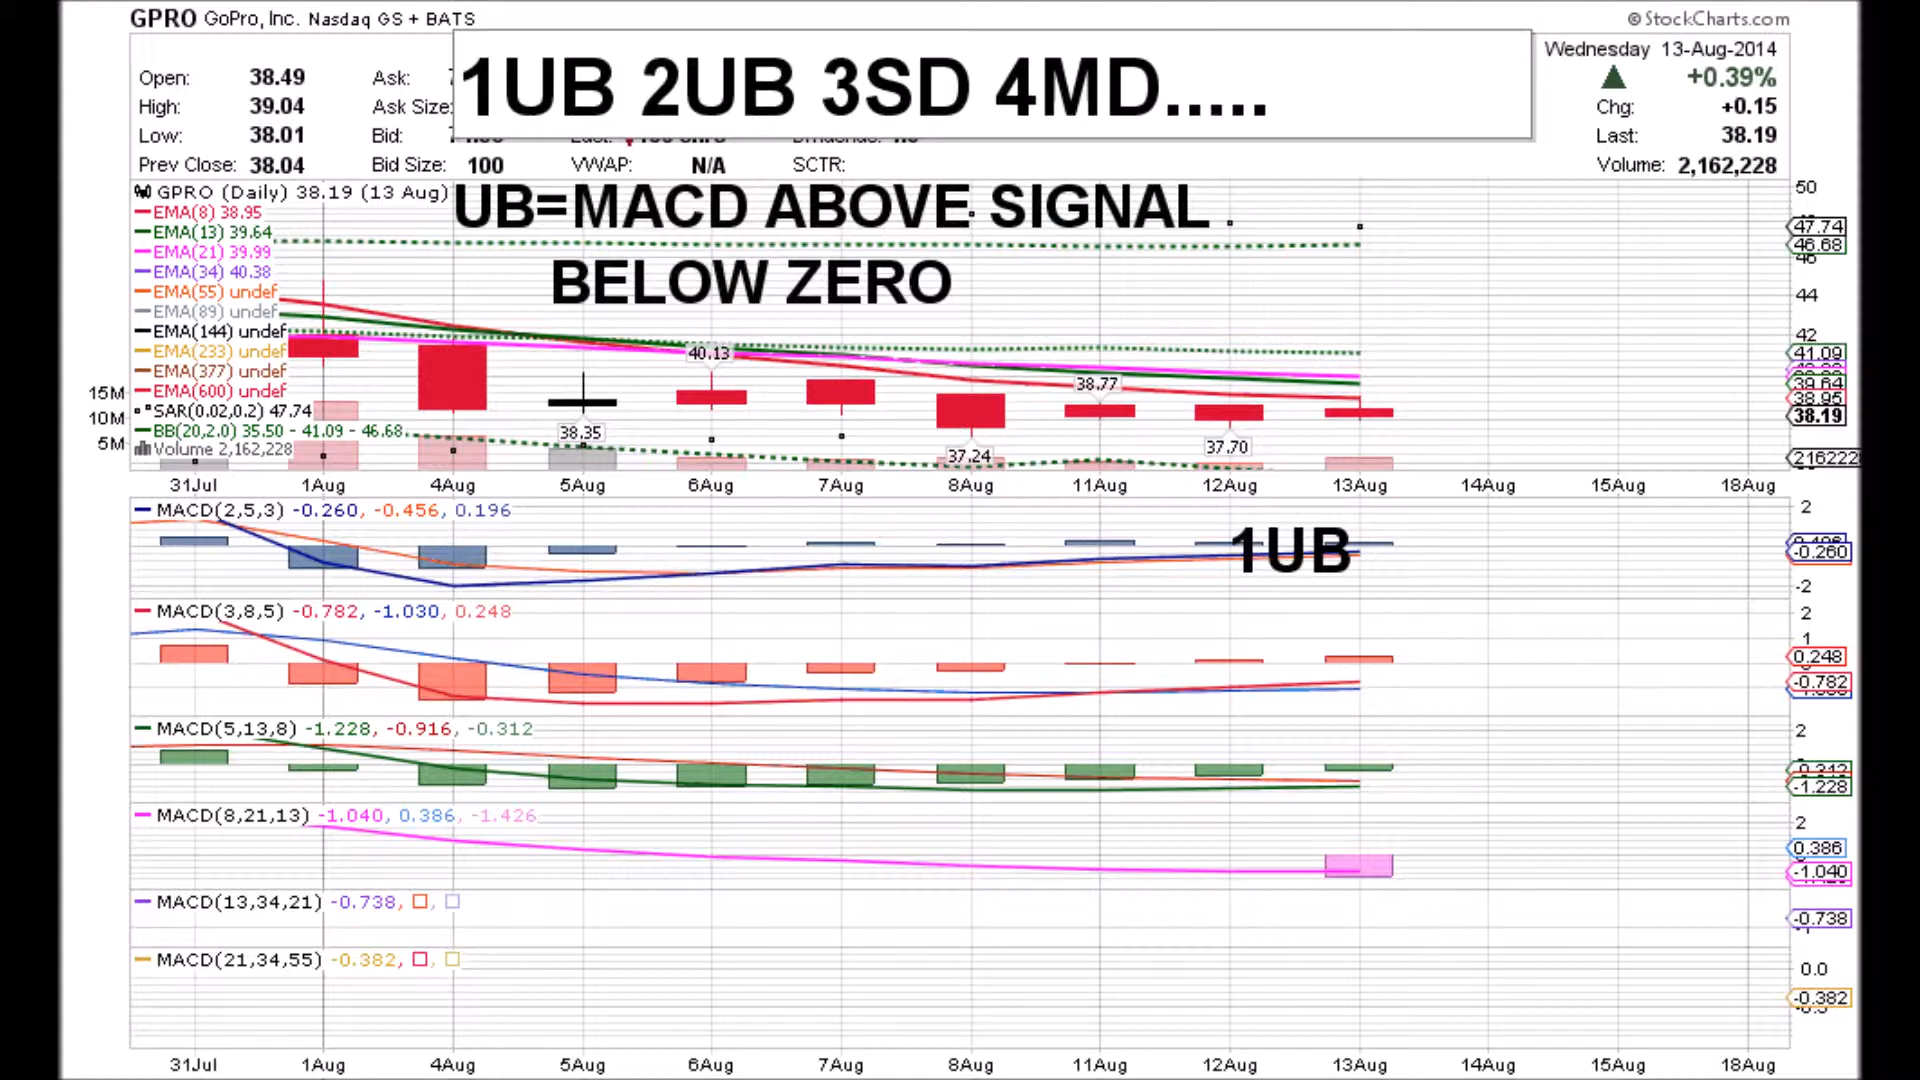 GPRO GoPro, Inc. Nasdaq GS + BATS
© StockCharts.com
Wednesday 13-Aug-2014
1UB 2UB 3SD 4MD.....
Open: 38.49 Ask:
+0.39%
High: 39.04 Ask Size:
Chg: +0.15
Low: 38.01 Bid:
Last: 38.19
Prev Close: 38.04 Bid Size: 100 VWAP: N/A SCTR:
Volume: 2,162,228
GPRO (Daily) 38.19 (13 Aug)
UB=MACD ABOVE SIGNAL
BELOW ZERO
EMA(8) 38.95
EMA(13) 39.64
EMA(21) 39.99
EMA(34) 40.38
EMA(55) undef
EMA(89) undef
EMA(144) undef
EMA(233) undef
EMA(377) undef
EMA(600) undef
SAR(0.02,0.2) 47.74
BB(20,2.0) 35.50 - 41.09 - 46.68
Volume 2,162,228
15M
10M
5M
40.13
38.77
38.35
37.24
37.70
50
47.74
46.68
46
44
42
41.09
39.64
38.95
38.19
2162228
31Jul 1Aug 4Aug 5Aug 6Aug 7Aug 8Aug 11Aug 12Aug 13Aug 14Aug 15Aug 18Aug
MACD(2,5,3) -0.260, -0.456, 0.196
1UB
2
-0.260
-2
MACD(3,8,5) -0.782, -1.030, 0.248
2
1
0.248
-0.782
MACD(5,13,8) -1.228, -0.916, -0.312
2
-0.312
-1.228
MACD(8,21,13) -1.040, 0.386, -1.426
2
0.386
-1.040
MACD(13,34,21) -0.738,
-0.738
MACD(21,34,55) -0.382,
0.0
-0.382
31Jul 1Aug 4Aug 5Aug 6Aug 7Aug 8Aug 11Aug 12Aug 13Aug 14Aug 15Aug 18Aug